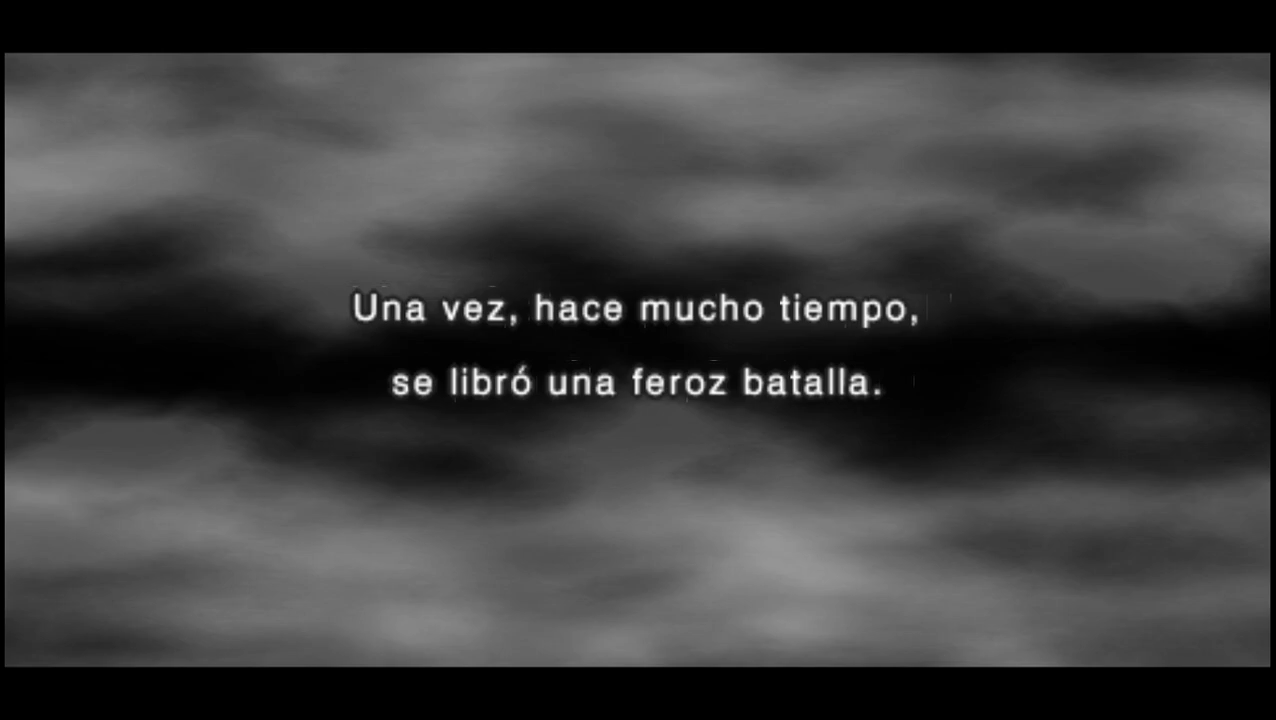 Una vez, hace mucho tiempo,
se libró una feroz batalla.